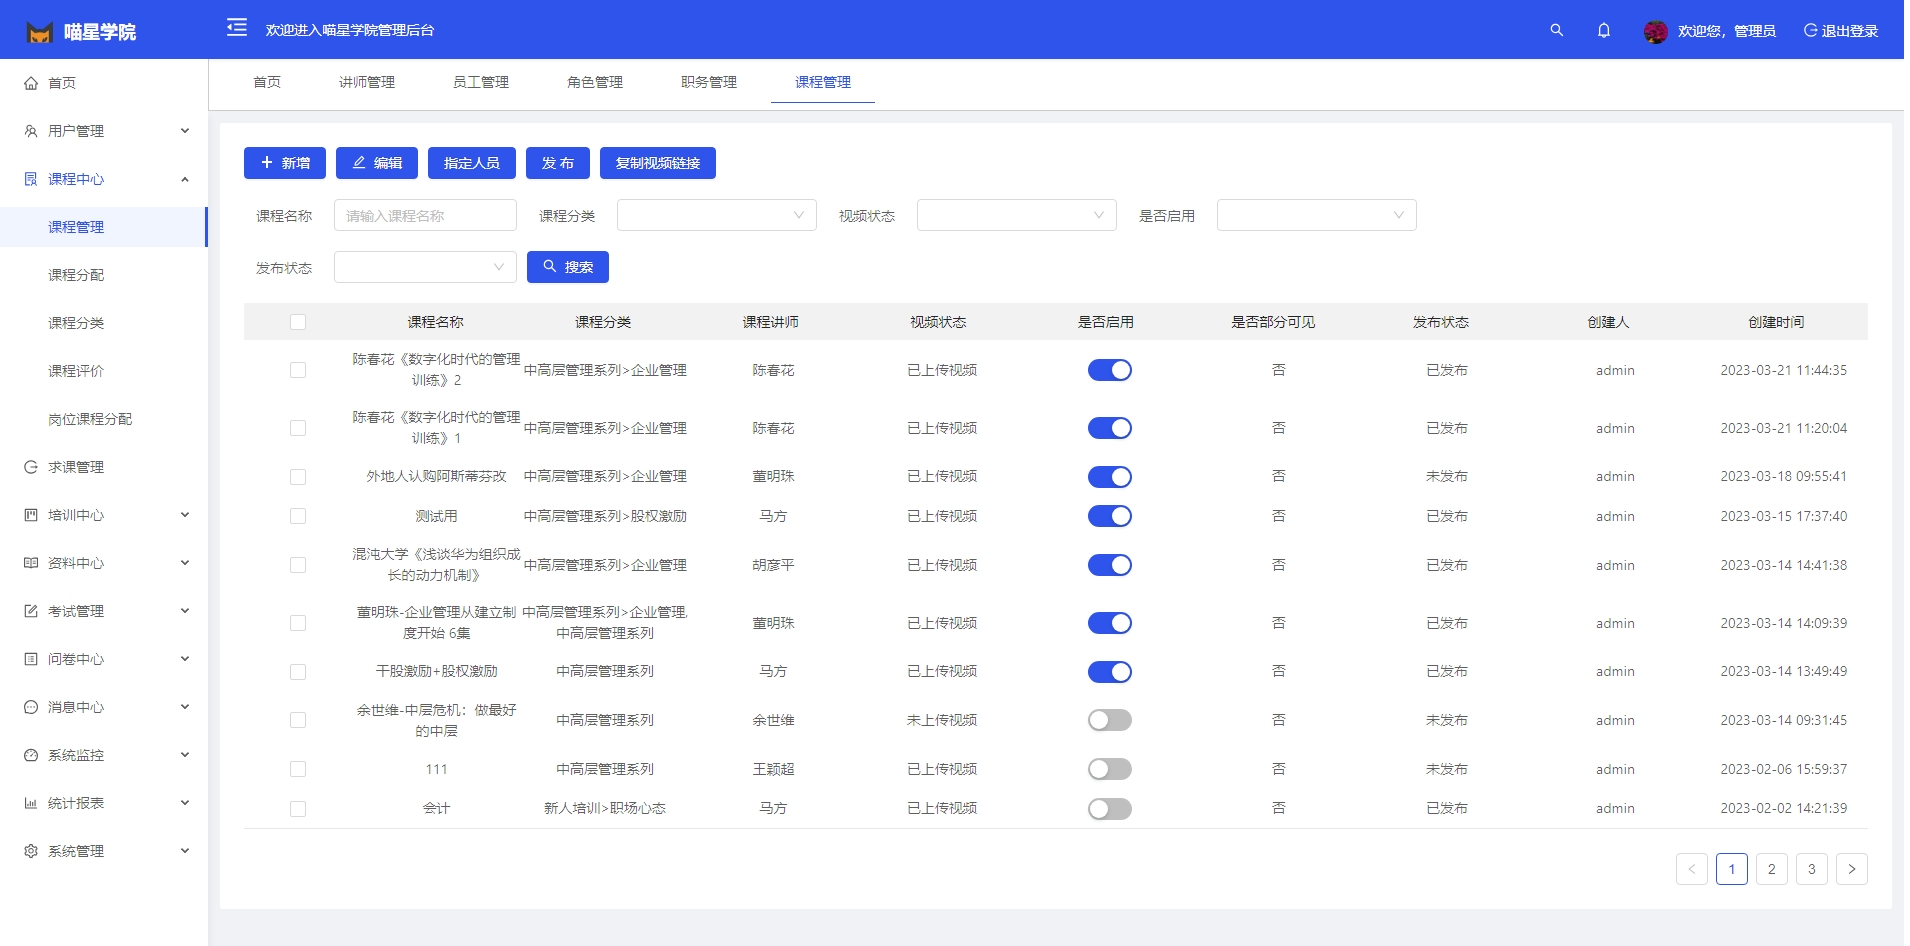 喵星学院
欢迎进入喵星学院管理后台
欢迎您，管理员
退出登录
首页
用户管理
课程中心
课程管理
课程分配
课程分类
课程评价
岗位课程分配
求课管理
培训中心
资料中心
考试管理
问卷中心
消息中心
系统监控
统计报表
系统管理
首页 讲师管理 员工管理 角色管理 职务管理 课程管理
新增 编辑 指定人员 发 布 复制视频链接
课程名称 请输入课程名称 课程分类 视频状态 是否启用
发布状态 搜索
课程名称 课程分类 课程讲师 视频状态 是否启用 是否部分可见 发布状态 创建人 创建时间
陈春花《数字化时代的管理
训练》2
中高层管理系列>企业管理 陈春花 已上传视频 否 已发布 admin 2023-03-21 11:44:35
陈春花《数字化时代的管理
训练》1
中高层管理系列>企业管理 陈春花 已上传视频 否 已发布 admin 2023-03-21 11:20:04
外地人认购阿斯蒂芬改 中高层管理系列>企业管理 董明珠 已上传视频 否 未发布 admin 2023-03-18 09:55:41
测试用 中高层管理系列>股权激励 马方 已上传视频 否 已发布 admin 2023-03-15 17:37:40
混沌大学《浅谈华为组织成
长的动力机制》
中高层管理系列>企业管理 胡彦平 已上传视频 否 已发布 admin 2023-03-14 14:41:38
董明珠-企业管理从建立制
度开始 6集
中高层管理系列>企业管理,
中高层管理系列
董明珠 已上传视频 否 已发布 admin 2023-03-14 14:09:39
干股激励+股权激励 中高层管理系列 马方 已上传视频 否 已发布 admin 2023-03-14 13:49:49
余世维-中层危机：做最好
的中层
中高层管理系列 余世维 未上传视频 否 未发布 admin 2023-03-14 09:31:45
111 中高层管理系列 王颖超 已上传视频 否 未发布 admin 2023-02-06 15:59:37
会计 新人培训>职场心态 马方 已上传视频 否 已发布 admin 2023-02-02 14:21:39
1 2 3